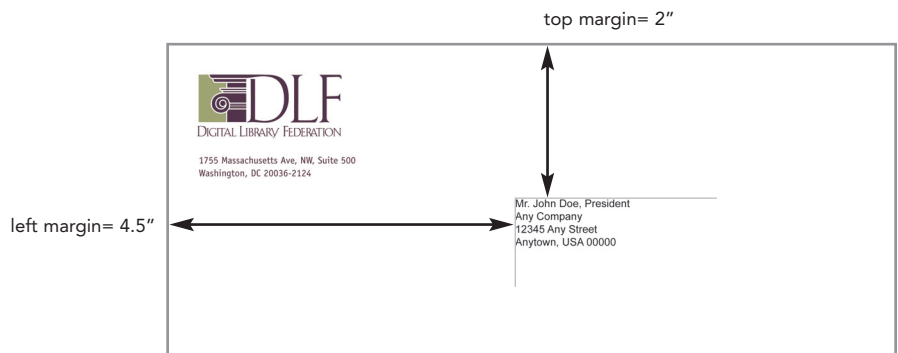 top margin= 2”
DLF
DIGITAL LIBRARY FEDERATION
1755 Massachusetts Ave, NW, Suite 500
Washington, DC 20036-2124
Mr. John Doe, President
Any Company
left margin= 4.5”
12345 Any Street
Anytown, USA 00000